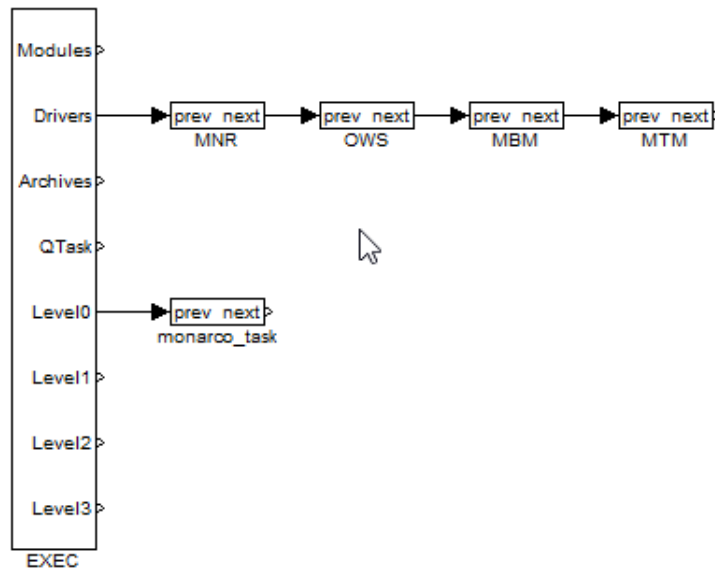 Modules
Drivers
prev next
prev next
prev next
prev next
MNR
OWS
MBM
MTM
Archives
QTask
Level0
prev next
monarco_task
Level1
Level2
Level3
EXEC